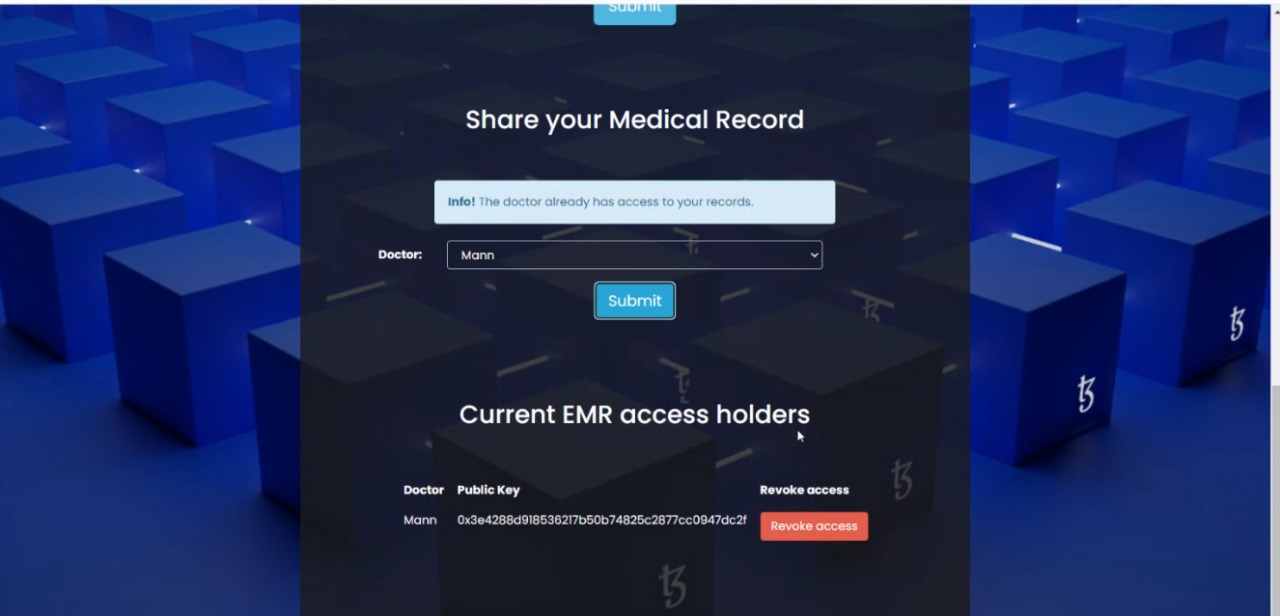 Submit
Share your Medical Record
Info! The doctor already has access to your records.
Doctor: Mann
Submit
Current EMR access holders
Doctor Public Key Revoke access
Mann 0x3e4288d918536217b50b74825c2877cc0947dc2f Revoke access